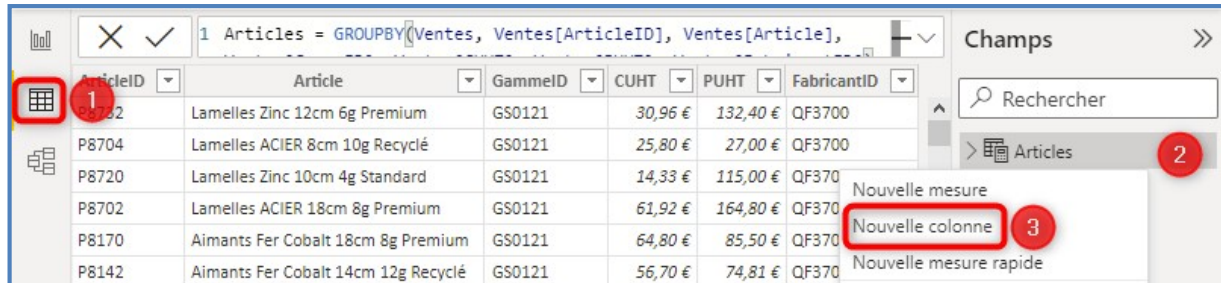 1 Articles = GROUPBY(Ventes, Ventes[ArticleID], Ventes[Article],
Champs
Rechercher
Articles
ArticleID Article GammeID CUHT PUHT FabricantID
1
P8732 Lamelles Zinc 12cm 6g Premium GS0121 30,96 € 132,40 € QF3700
P8704 Lamelles ACIER 8cm 10g Recyclé GS0121 25,80 € 27,00 € QF3700
P8720 Lamelles Zinc 10cm 4g Standard GS0121 14,33 € 115,00 € QF370
P8702 Lamelles ACIER 18cm 8g Premium GS0121 61,92 € 164,80 € QF370
P8170 Aimants Fer Cobalt 18cm 8g Premium GS0121 64,80 € 85,50 € QF370
P8142 Aimants Fer Cobalt 14cm 12g Recyclé GS0121 56,70 € 74,81 € QF370
2
Nouvelle mesure
Nouvelle colonne 3
Nouvelle mesure rapide